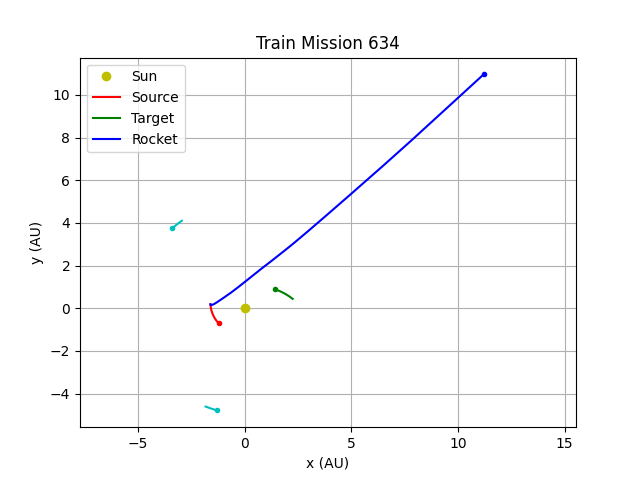 Train Mission 634
Sun
Source
Target
Rocket
10
8
6
4
2
0
−2
−4
y (AU)
−5
0
5
10
15
x (AU)